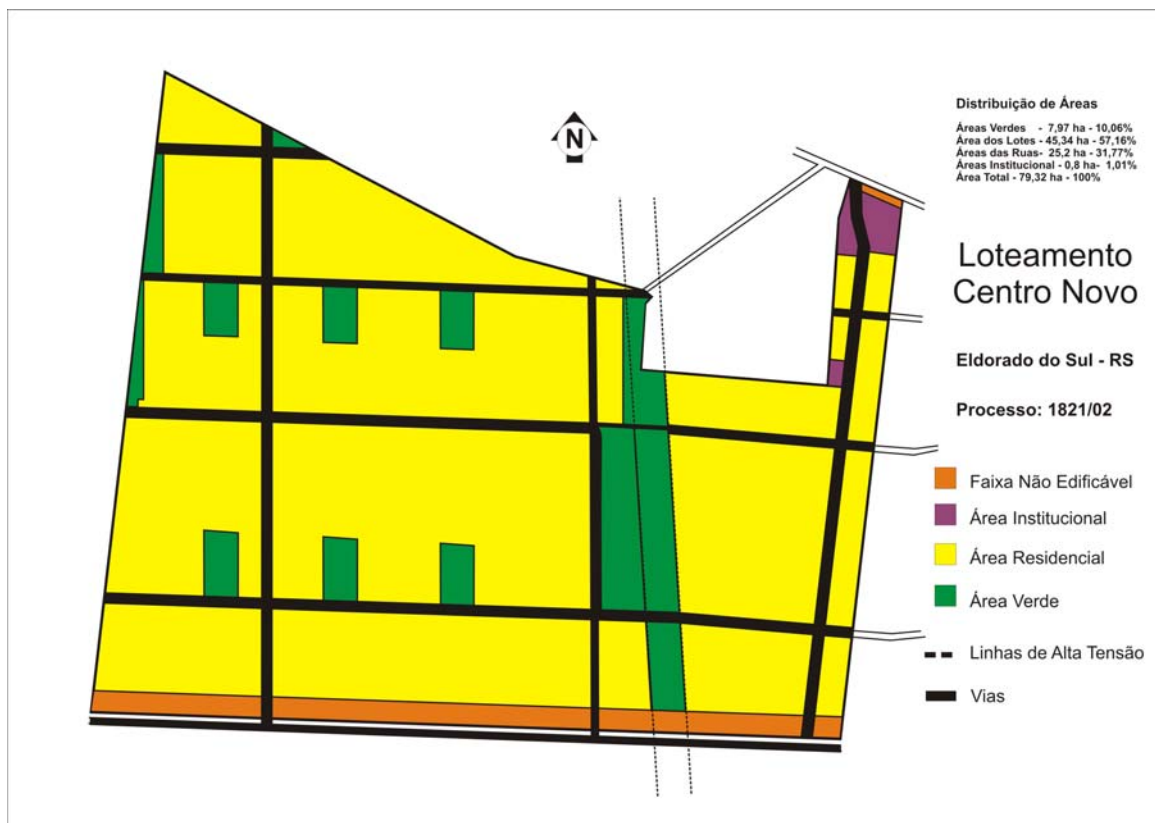 N
Distribuição de Áreas
Áreas Verdes - 7,97 ha - 10,06%
Área dos Lotes - 45,34 ha - 57,16%
Áreas das Ruas- 25,2 ha - 31,77%
Áreas Institucional - 0,8 ha- 1,01%
Área Total - 79,32 ha - 100%
Loteamento
Centro Novo
Eldorado do Sul - RS
Processo: 1821/02
Faixa Não Edificável
Área Institucional
Área Residencial
Área Verde
Linhas de Alta Tensão
Vias